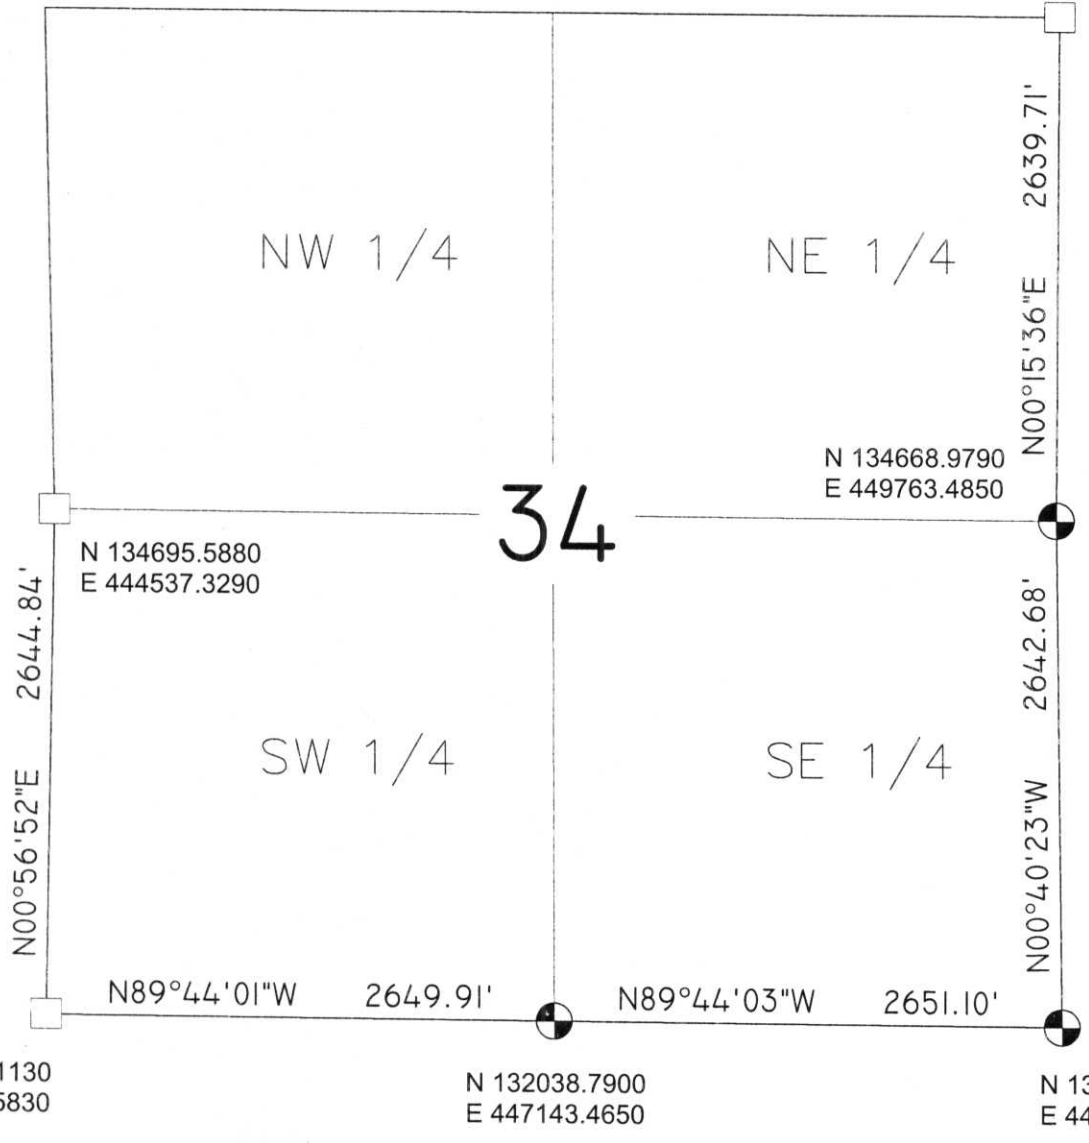 2639.71'
NW 1/4
NE 1/4
N00°15'36"E
N 134668.9790
E 449763.4850
34
N 134695.5880
E 444537.3290
2644.84'
2642.68'
SW 1/4
SE 1/4
N00°56'52"E
N00°40'23"W
N89°44'01"W 2649.91'
N89°44'03"W 2651.10'
1130
5830
N 132038.7900
E 447143.4650
N 13
E 44